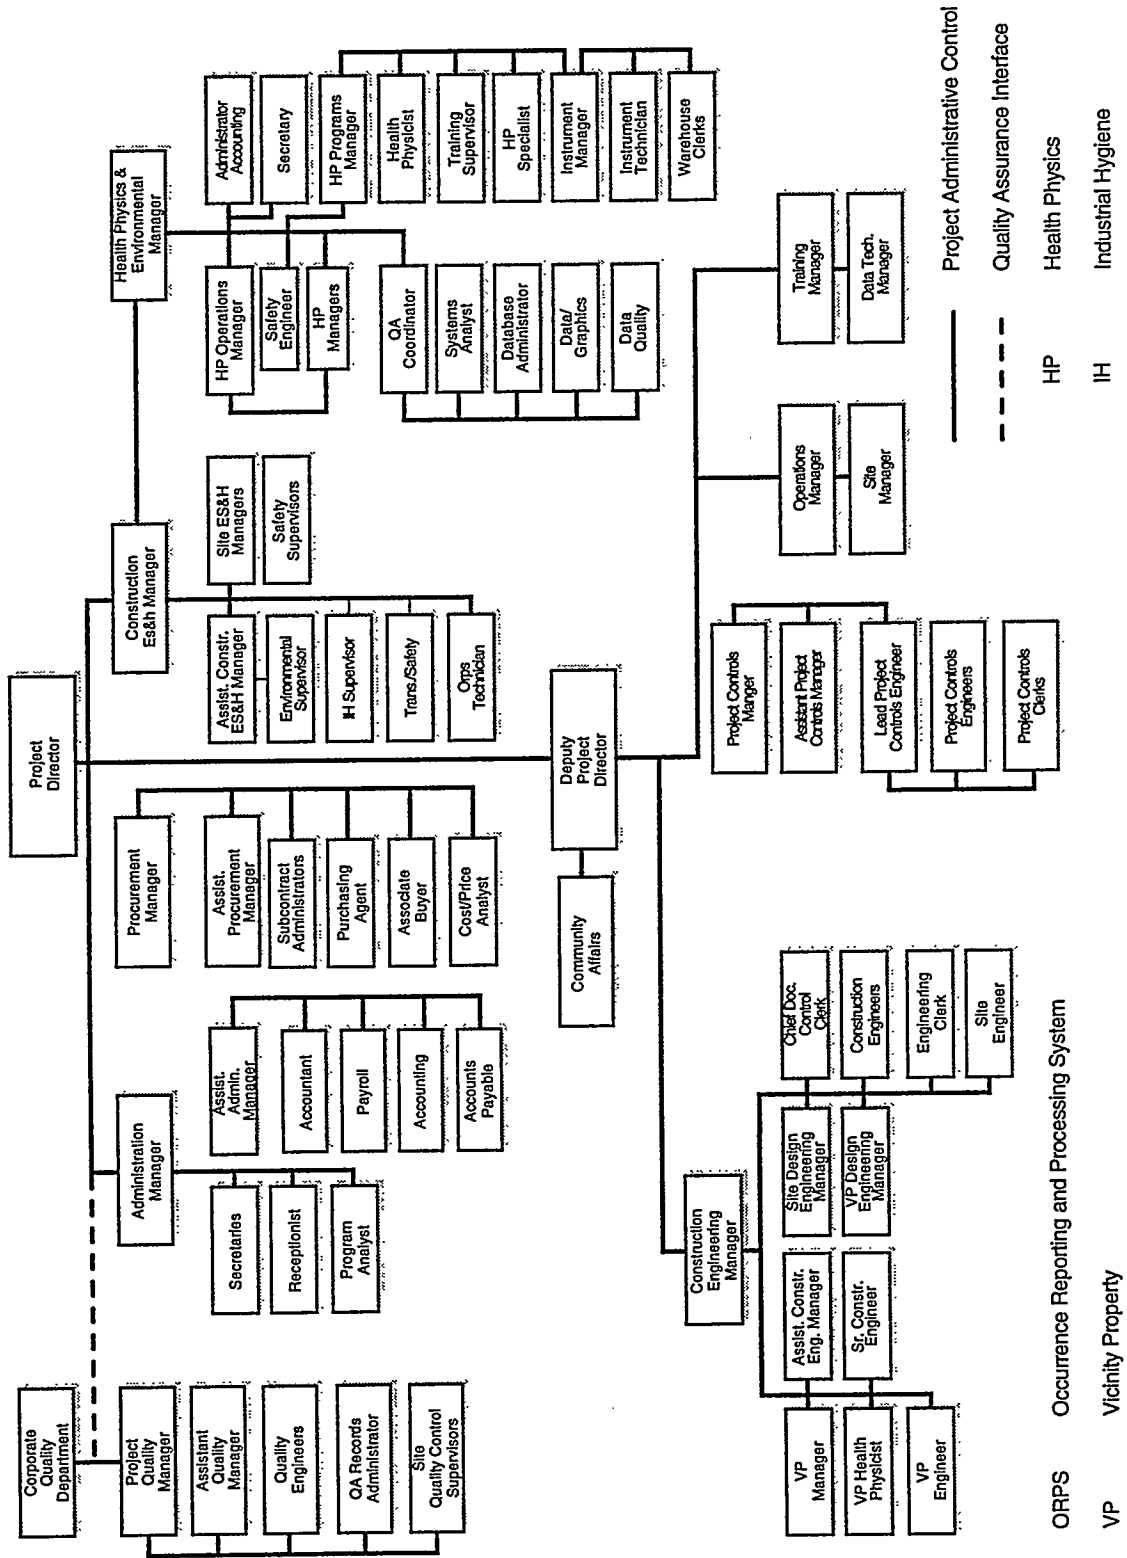 Project
Director
Corporate
Quality
Department
Project
Quality
Manager
Assistant
Quality
Manager
Quality
Engineers
QA Records
Administrator
Site
Quality Control
Supervisors
Administration
Manager
Secretaries
Receptionist
Program
Analyst
Assist.
Admin.
Manager
Accountant
Payroll
Accounting
Accounts
Payable
Procurement
Manager
Assist.
Procurement
Manager
Subcontract
Administrators
Purchasing
Agent
Associate
Buyer
Cost/Price
Analyst
Construction
Es&h Manager
Assist. Constr.
ES&H Manager
Environmental
Supervisor
IH Supervisor
Trans./Safety
Orps
Technician
Site ES&H
Managers
Safety
Supervisors
Health Physics &
Environmental
Manager
HP Operations
Manager
Safety
Engineer
HP
Managers
QA
Coordinator
Systems
Analyst
Database
Administrator
Data/
Graphics
Data
Quality
Administrator
Accounting
Secretary
HP Programs
Manager
Health
Physicist
Training
Supervisor
HP
Specialist
Instrument
Manager
Instrument
Technician
Warehouse
Clerks
Deputy
Project
Director
Community
Affairs
Construction
Engineering
Manager
VP
Manager
VP Health
Physicist
VP
Engineer
Assist. Constr.
Eng. Manager
Sr. Constr.
Engineer
Site Design
Engineering
Manager
VP Design
Engineering
Manager
Chief Doc.
Control
Clerk
Construction
Engineers
Engineering
Clerk
Site
Engineer
Project Controls
Manger
Assistant Project
Controls Manager
Lead Project
Controls Engineer
Project Controls
Engineers
Project Controls
Clerks
Operations
Manager
Site
Manager
Training
Manager
Data Tech.
Manager
Project Administrative Control
Quality Assurance Interface
ORPS Occurrence Reporting and Processing System
HP Health Physics
VP Vicinity Property
IH Industrial Hygiene